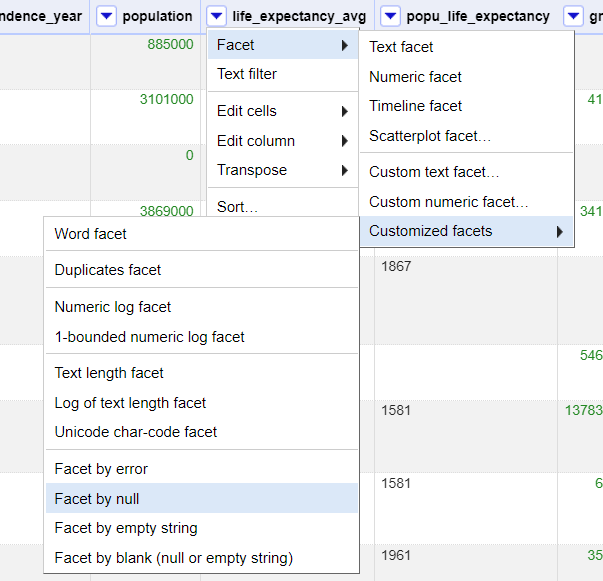 ndence_year population life_expectancy_avg popu_life_expectancy gr
885000
Facet
Text filter
Edit cells
Edit column
Transpose
Sort…
Text facet
Numeric facet
Timeline facet
Scatterplot facet…
Custom text facet…
Custom numeric facet…
Customized facets
3101000
41
0
3869000
341
Word facet
Duplicates facet
Numeric log facet
1-bounded numeric log facet
Text length facet
Log of text length facet
Unicode char-code facet
Facet by error
Facet by null
Facet by empty string
Facet by blank (null or empty string)
1867
546
1581
13783
1581
6
1961
35